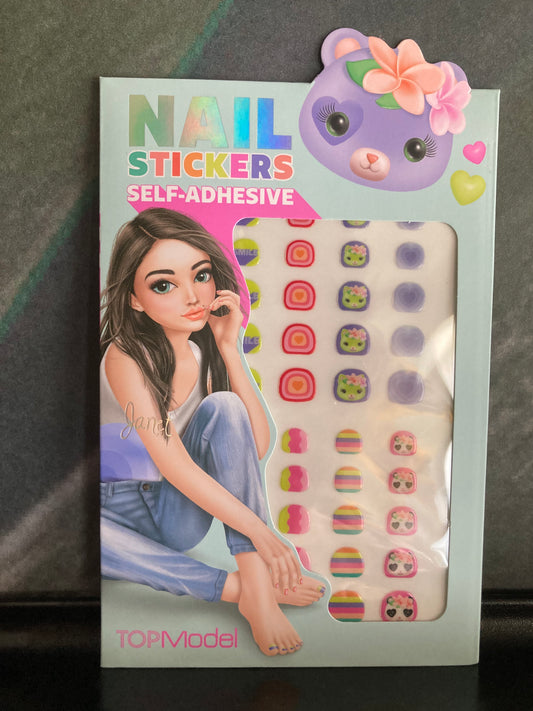 NAIL
STICKERS
SELF-ADHESIVE
Janet
TOPModel